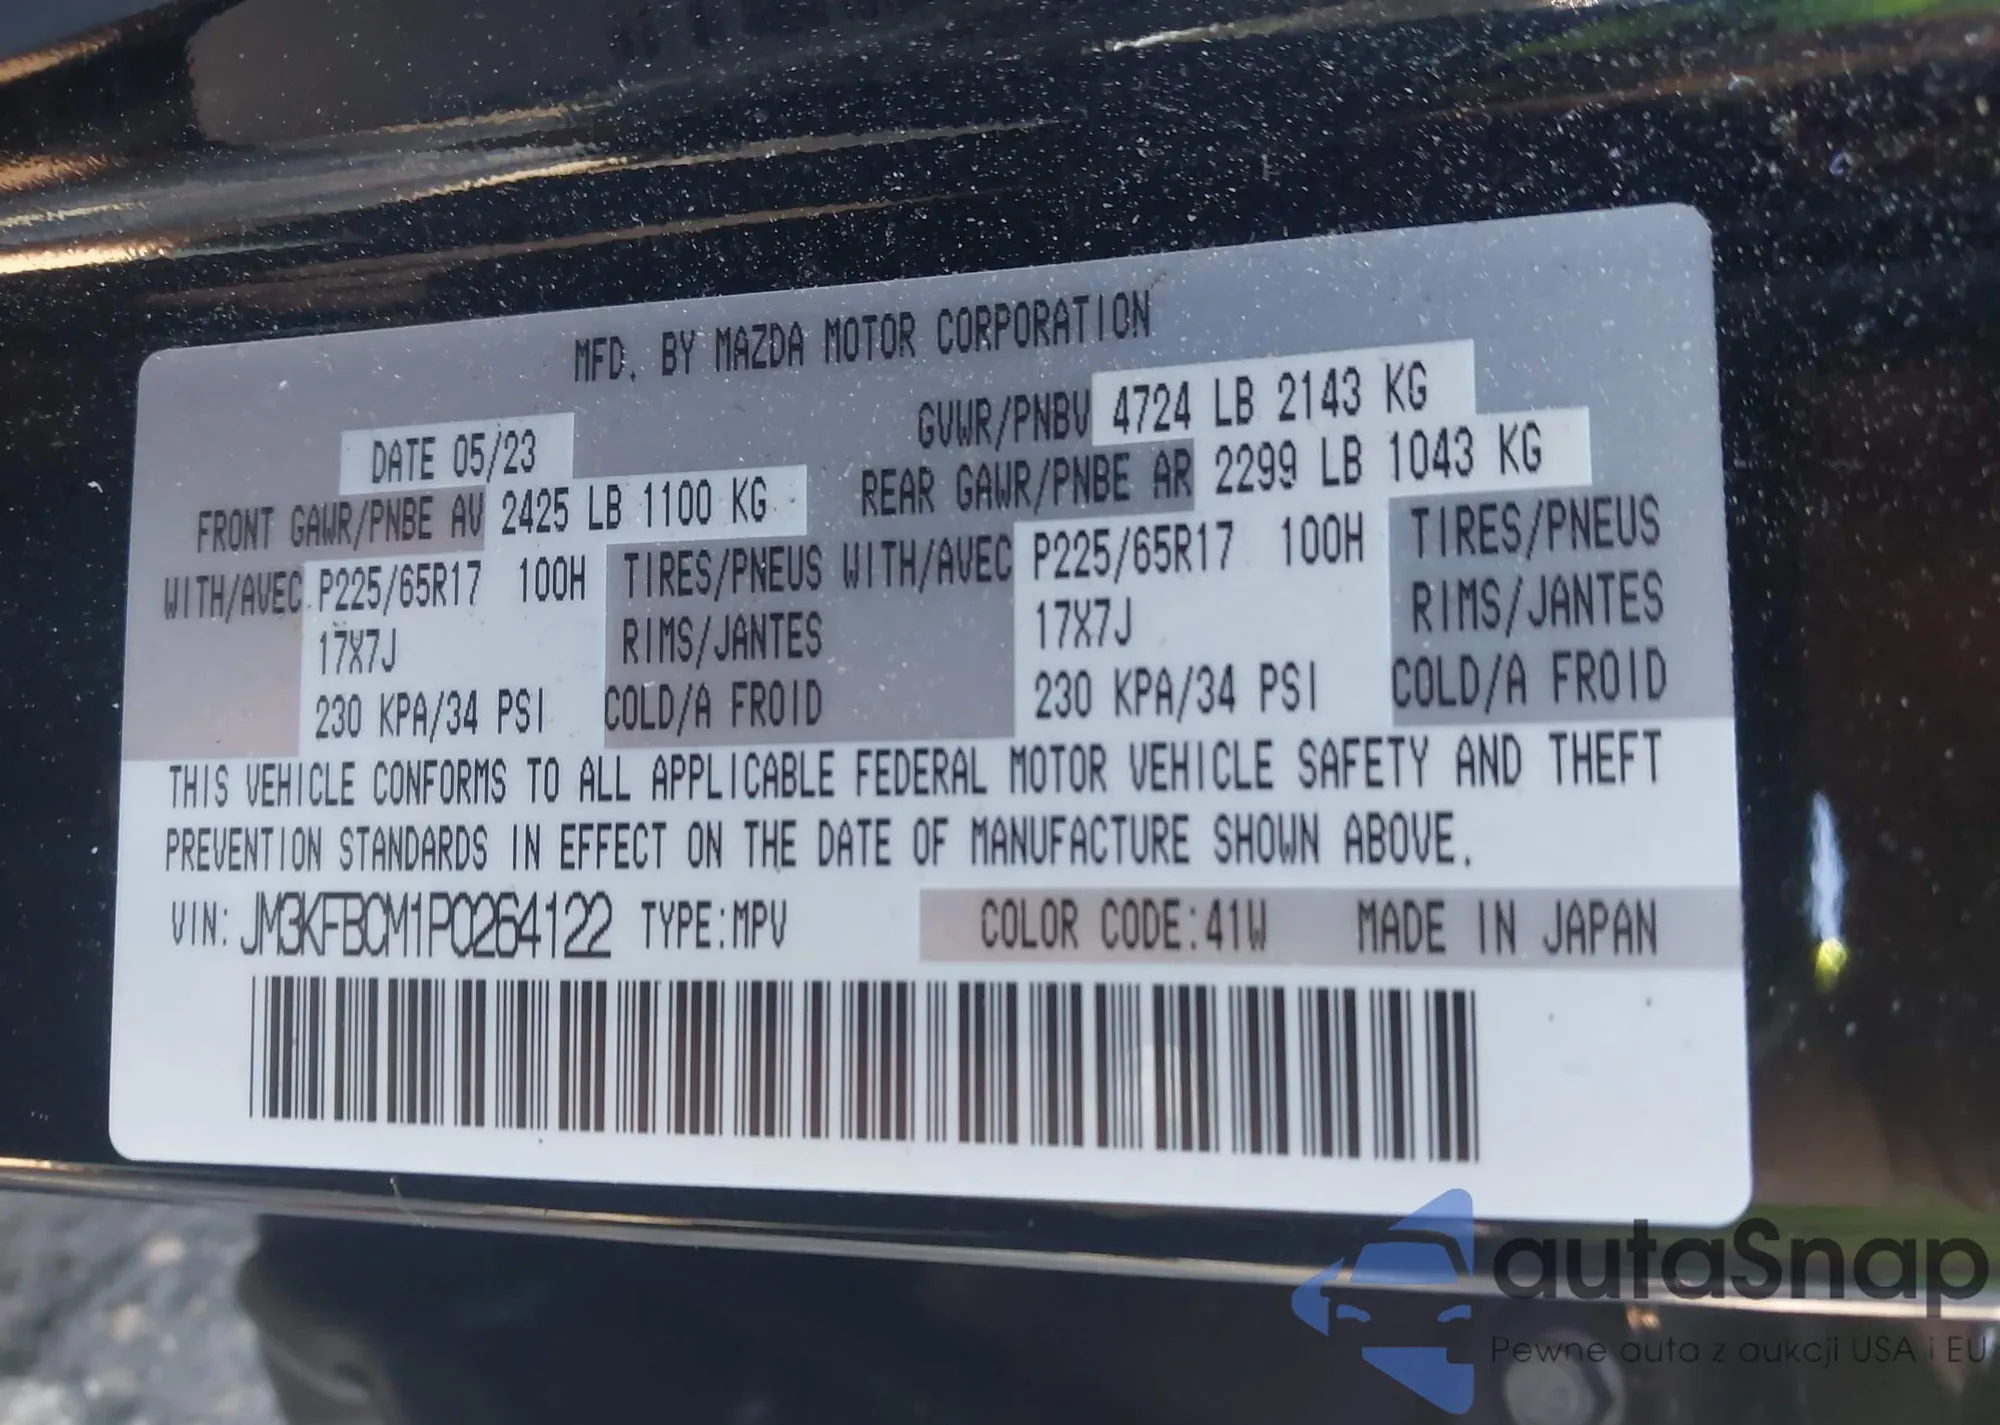 MFD. BY MAZDA MOTOR CORPORATION
DATE 05/23 GVWR/PNBV 4724 LB 2143 KG
FRONT GAWR/PNBE AV 2425 LB 1100 KG REAR GAWR/PNBE AR 2299 LB 1043 KG
WITH/AVEC P225/65R17 100H TIRES/PNEUS WITH/AVEC P225/65R17 100H TIRES/PNEUS
17X7J RIMS/JANTES 17X7J RIMS/JANTES
230 KPA/34 PSI COLD/A FROID 230 KPA/34 PSI COLD/A FROID
THIS VEHICLE CONFORMS TO ALL APPLICABLE FEDERAL MOTOR VEHICLE SAFETY AND THEFT
PREVENTION STANDARDS IN EFFECT ON THE DATE OF MANUFACTURE SHOWN ABOVE.
VIN: JM3KFBCM1P0264122 TYPE:MPV COLOR CODE:41W MADE IN JAPAN
autaSnap
Pewne auta z aukcji USA i EU